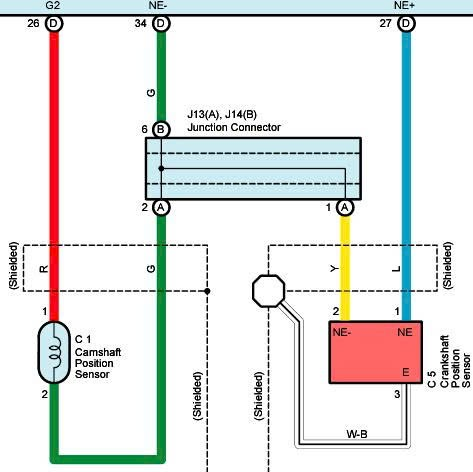 G2 NE- NE+
26 D 34 D 27 D
G
J13(A), J14(B)
Junction Connector
6 B
2 A 1 A
(Shielded) R G Y L (Shielded)
1 2 1
C 1
Camshaft
Position
Sensor
NE- NE
E
C 5
Crankshaft
Position
Sensor
2 3
(Shielded) (Shielded)
W-B